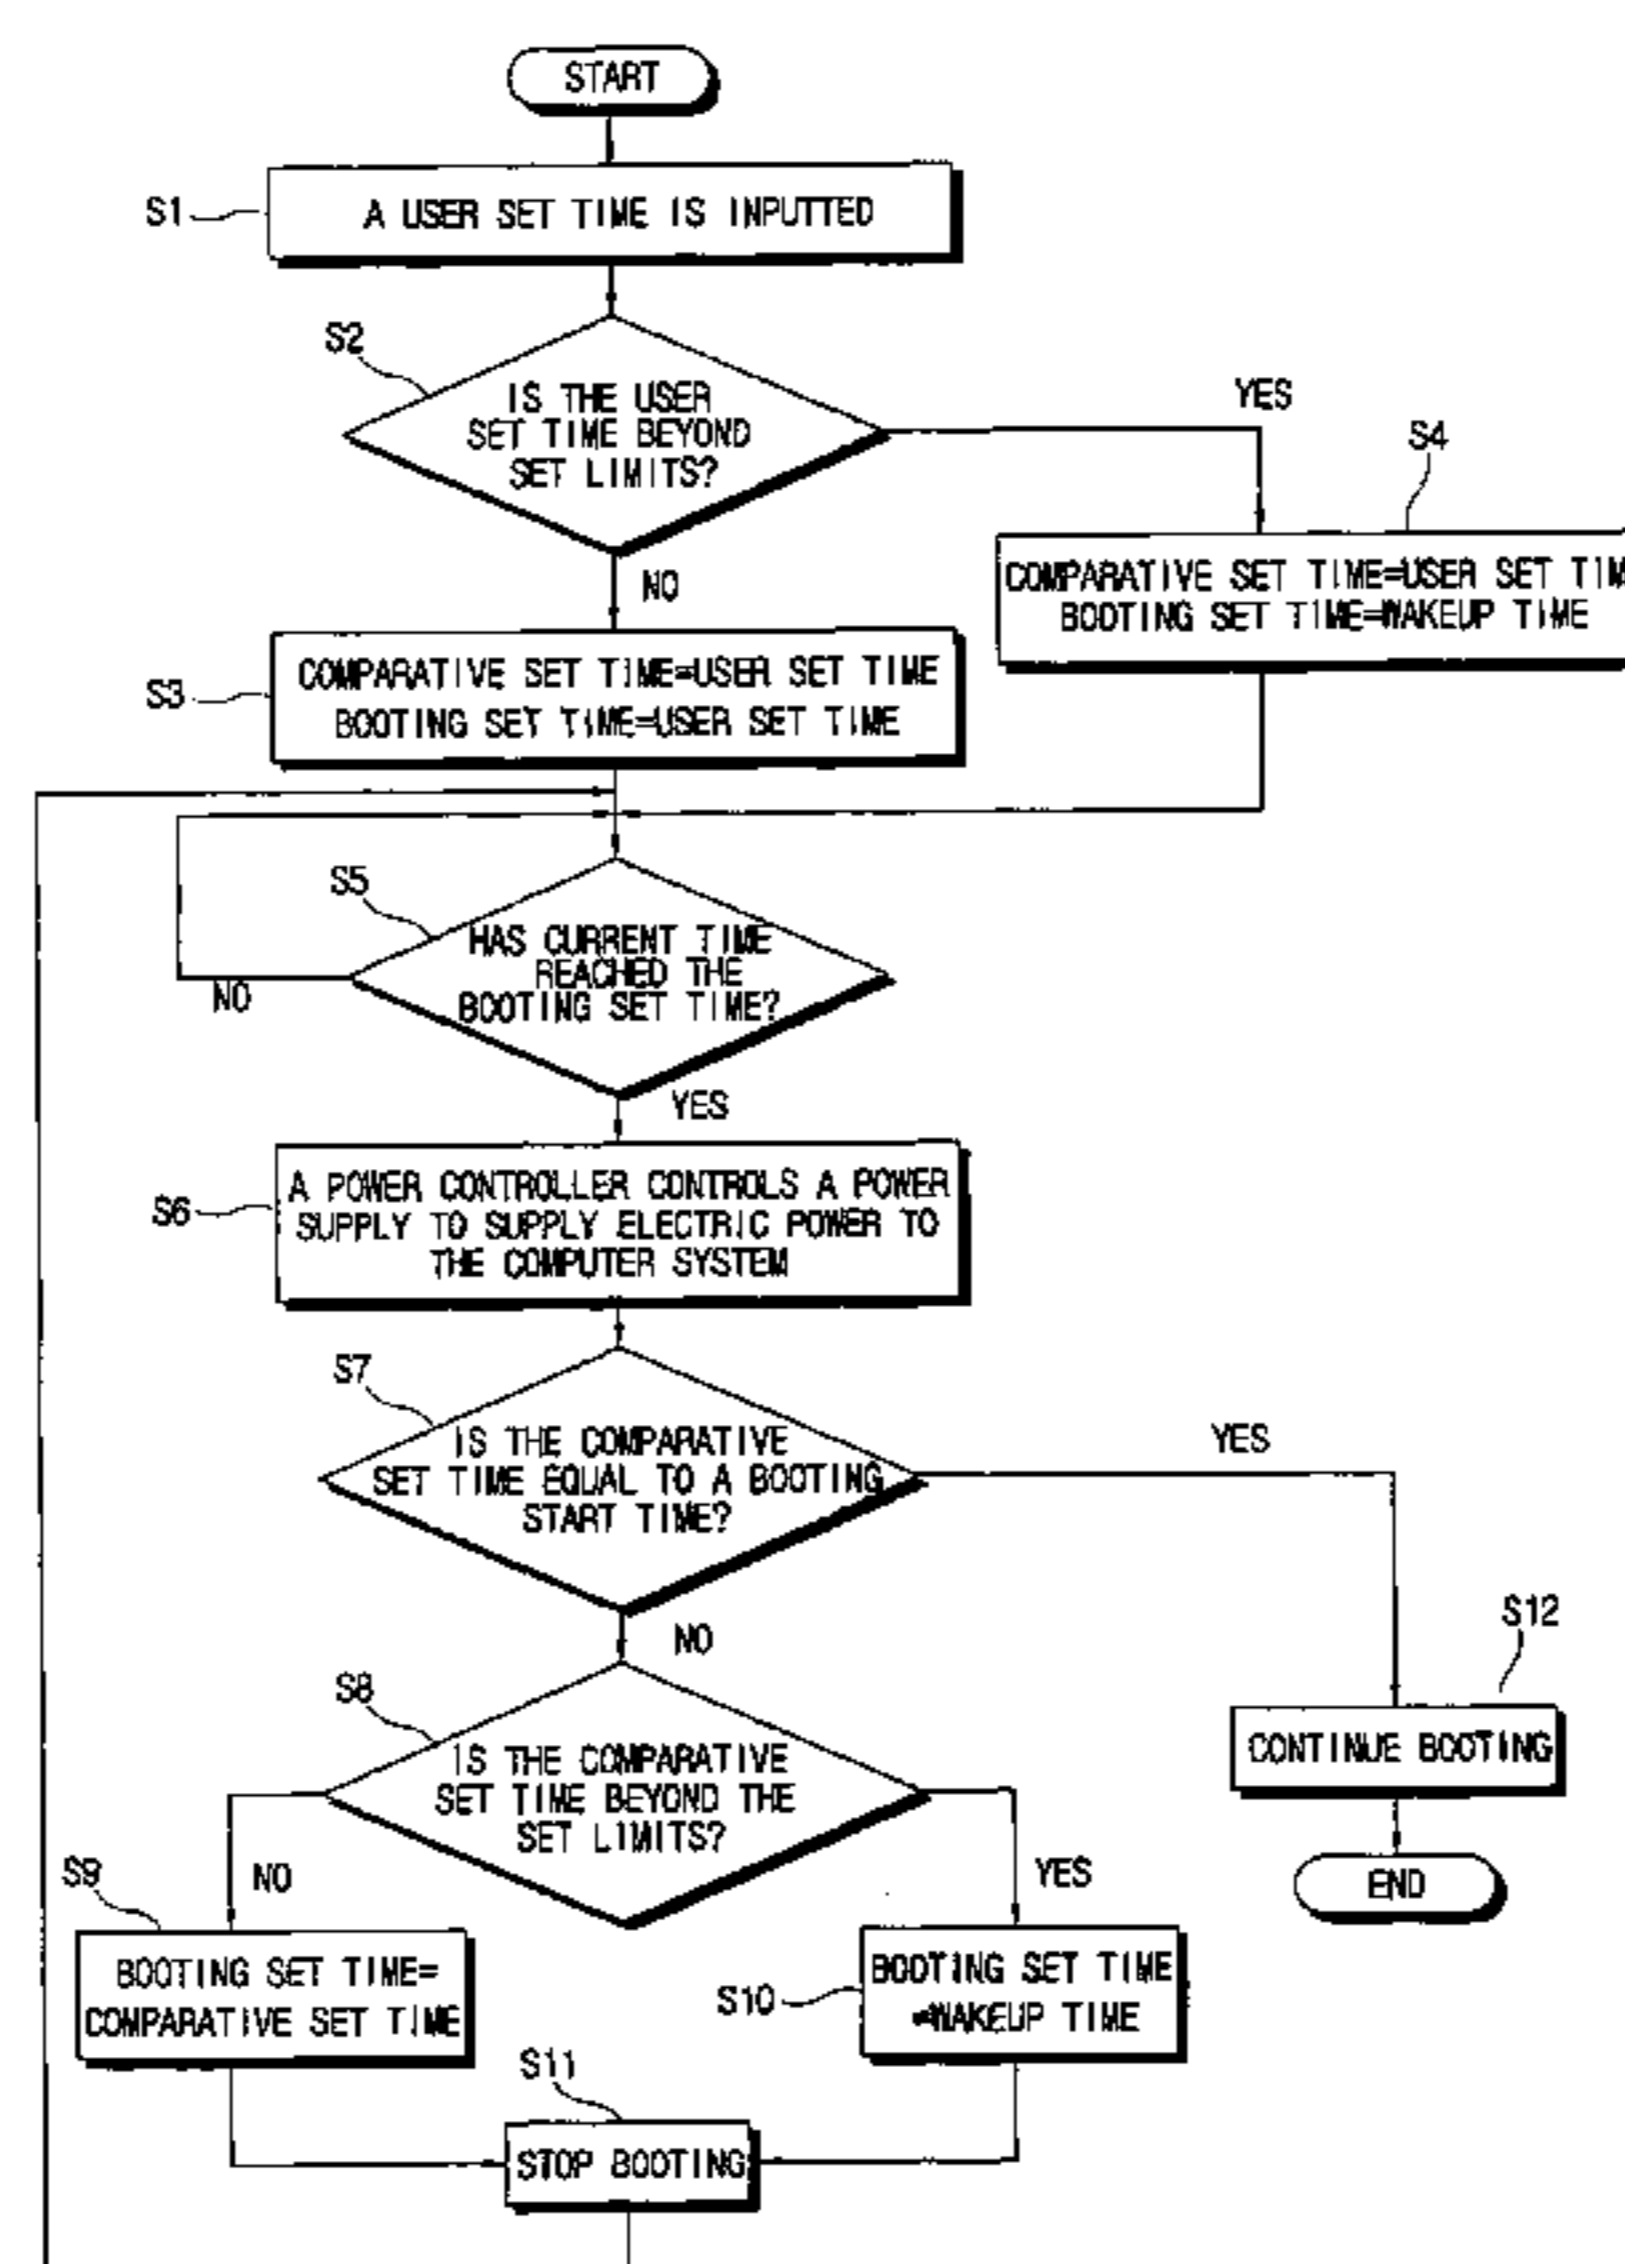 START
S1
A USER SET TIME IS INPUTTED
S2
IS THE USER
SET TIME BEYOND
SET LIMITS?
YES
S4
NO
COMPARATIVE SET TIME=USER SET TIM
BOOTING SET TIME=WAKEUP TIME
S3
COMPARATIVE SET TIME=USER SET TIME
BOOTING SET TIME=USER SET TIME
S5
HAS CURRENT TIME
REACHED THE
BOOTING SET TIME?
NO
YES
S6
A POWER CONTROLLER CONTROLS A POWER
SUPPLY TO SUPPLY ELECTRIC POWER TO
THE COMPUTER SYSTEM
S7
IS THE COMPARATIVE
SET TIME EQUAL TO A BOOTING
START TIME?
YES
NO
S12
CONTINUE BOOTING
END
S8
IS THE COMPARATIVE
SET TIME BEYOND THE
SET LIMITS?
NO
YES
S9
BOOTING SET TIME=
COMPARATIVE SET TIME
S10
BOOTING SET TIME
=WAKEUP TIME
S11
STOP BOOTING